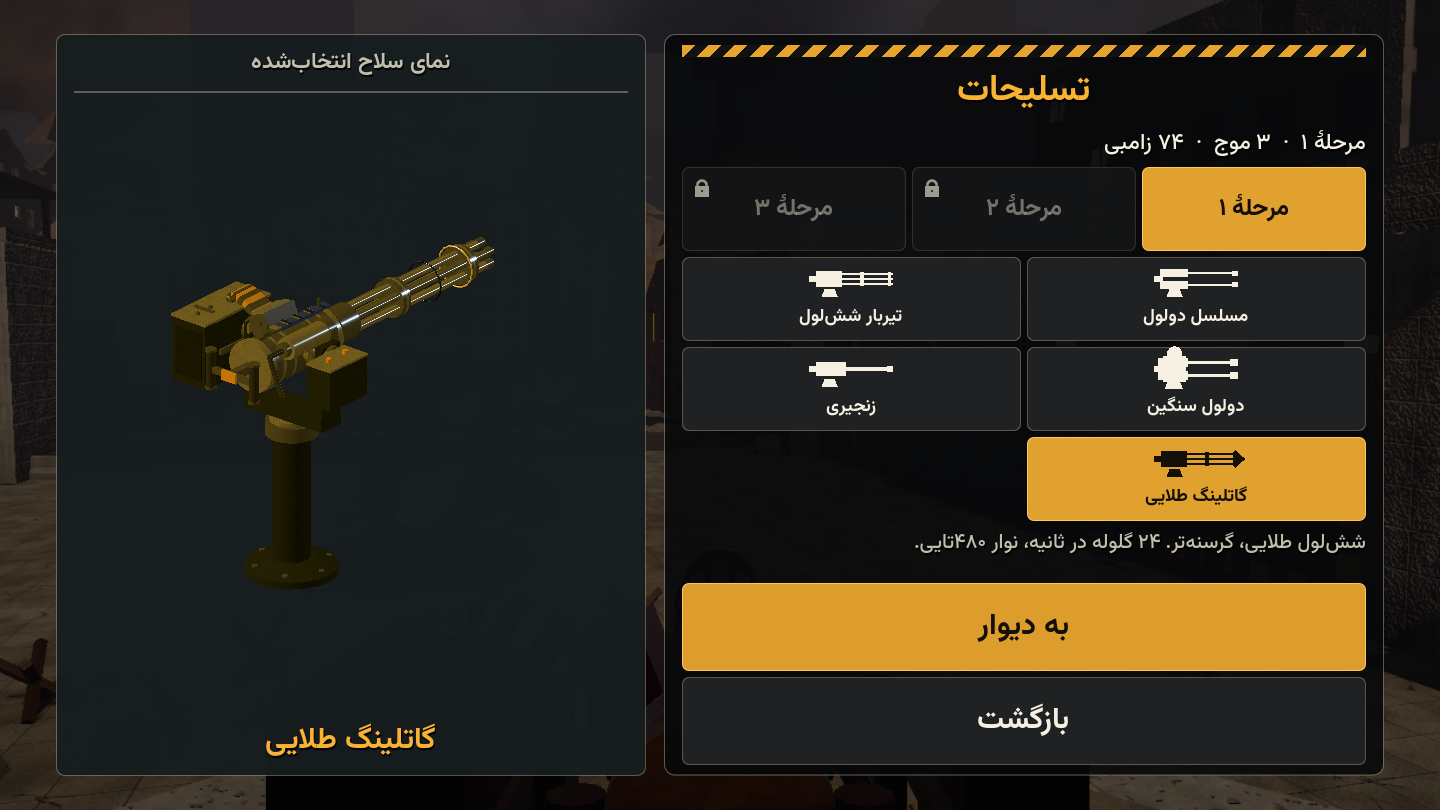 تسلیحات
مرحلهٔ ۱ · ۳ موج · ۷۴ زامبی
مرحلهٔ ۱
مرحلهٔ ۲
مرحلهٔ ۳
مسلسل دولول
تیربار شش‌لول
دولول سنگین
زنجیری
گاتلینگ طلایی
شش‌لول طلایی، گرسنه‌تر. ۲۴ گلوله در ثانیه، نوار ۴۸۰تایی.
به دیوار
بازگشت
نمای سلاح انتخاب‌شده
گاتلینگ طلایی